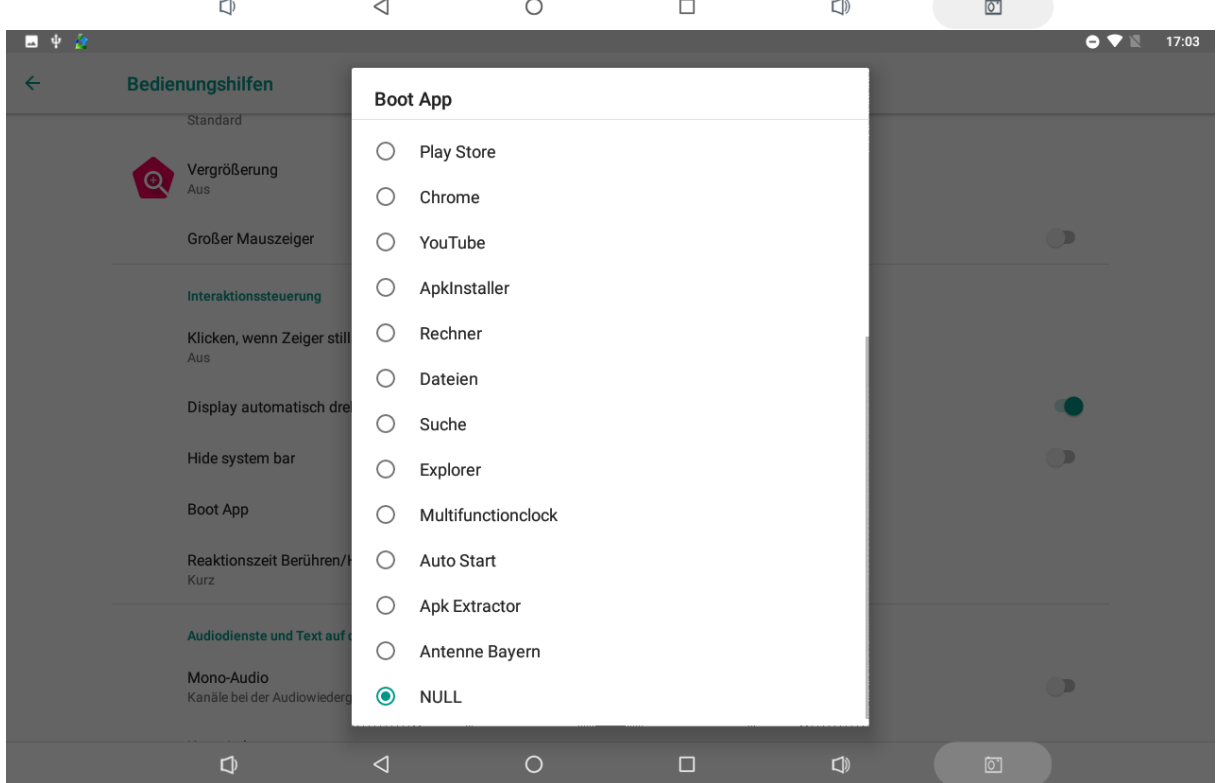 17:03
Bedienungshilfen
Boot App
Standard
Play Store
Vergrößerung
Aus
Chrome
Großer Mauszeiger
YouTube
Interaktionssteuerung
ApkInstaller
Klicken, wenn Zeiger still
Aus
Rechner
Dateien
Display automatisch
Suche
Hide system bar
Explorer
Boot App
Multifunctionclock
Reaktionszeit Berühren/
Kurz
Auto Start
Apk Extractor
Audiodienste und Text auf
Antenne Bayern
Mono-Audio
Kanäle bei der
NULL